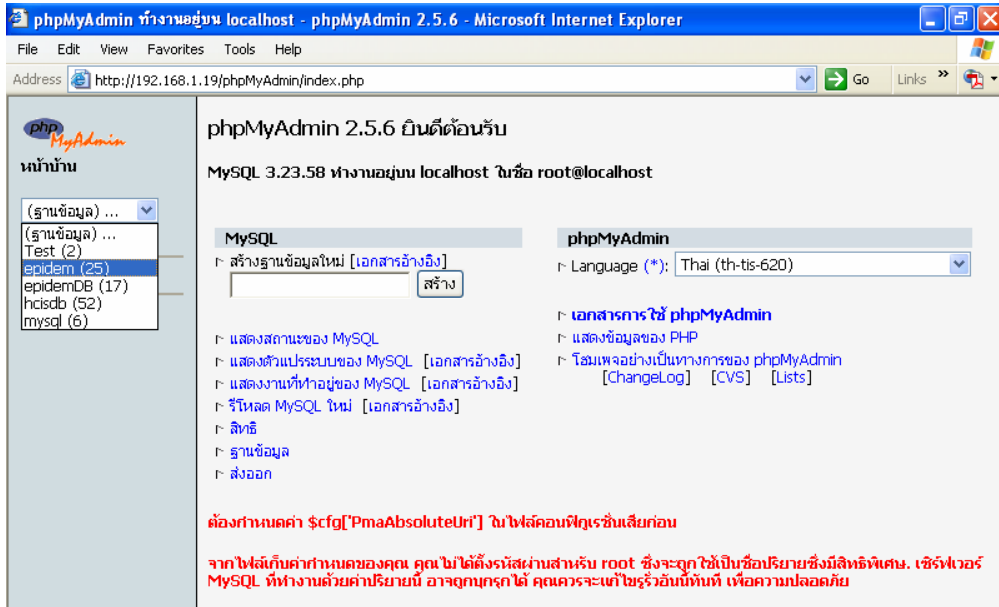 phpMyAdmin ทำงานอยู่บน localhost - phpMyAdmin 2.5.6 - Microsoft Internet Explorer
File Edit View Favorites Tools Help
Address http://192.168.1.19/phpMyAdmin/index.php Go Links »
php
MyAdmin
หน้าบ้าน
(ฐานข้อมูล) ...
(ฐานข้อมูล) ...
Test (2)
epidem (25)
epidemDB (17)
hcisdb (52)
mysql (6)
phpMyAdmin 2.5.6 ยินดีต้อนรับ
MySQL 3.23.58 ทำงานอยู่บน localhost ในชื่อ root@localhost
MySQL
สร้างฐานข้อมูลใหม่ [เอกสารอ้างอิง]
สร้าง
แสดงสถานะของ MySQL
แสดงตัวแปรระบบของ MySQL [เอกสารอ้างอิง]
แสดงงานที่ทำอยู่ของ MySQL [เอกสารอ้างอิง]
รีโหลด MySQL ใหม่ [เอกสารอ้างอิง]
สิทธิ
ฐานข้อมูล
ส่งออก
phpMyAdmin
Language (*): Thai (th-tis-620)
เอกสารการใช้ phpMyAdmin
แสดงข้อมูลของ PHP
โฮมเพจอย่างเป็นทางการของ phpMyAdmin
[ChangeLog] [CVS] [Lists]
ต้องกำหนดค่า $cfg['PmaAbsoluteUri'] ในไฟล์คอนฟิกูเรชั่นเสียก่อน
จากไฟล์เก็บค่ากำหนดของคุณ คุณไม่ได้ตั้งรหัสผ่านสำหรับ root ซึ่งจะถูกใช้เป็นชื่อปริยายซึ่งมีสิทธิพิเศษ. เซิร์ฟเวอร์
MySQL ที่ทำงานด้วยค่าปริยายนี้ อาจถูกบุกรุกได้ คุณควรจะแก้ไขรูรั่วอันนี้ทันที เพื่อความปลอดภัย